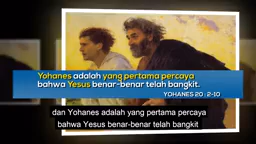 Yohanes adalah yang pertama percaya
bahwa Yesus benar-benar telah bangkit.
YOHANES 20 : 2-10
dan Yohanes adalah yang pertama percaya
bahwa Yesus benar-benar telah bangkit